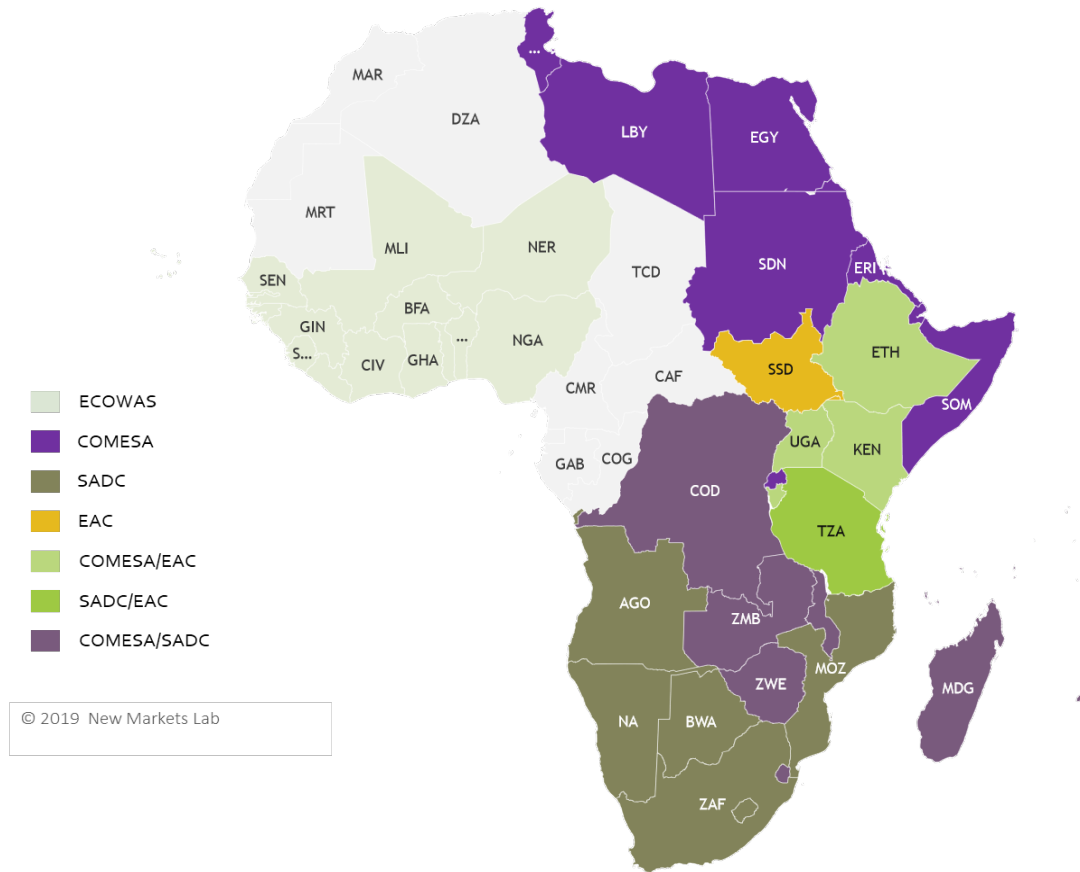 ...
MAR
DZA
LBY
EGY
MRT
MLI
NER
TCD
SDN
ERI
SEN
BFA
GIN
S...
CIV
GHA
...
NGA
CMR
CAF
SSD
ETH
SOM
GAB
COG
UGA
KEN
COD
TZA
AGO
ZMB
MOZ
ZWE
MDG
NA
BWA
ZAF
ECOWAS
COMESA
SADC
EAC
COMESA/EAC
SADC/EAC
COMESA/SADC
© 2019 New Markets Lab